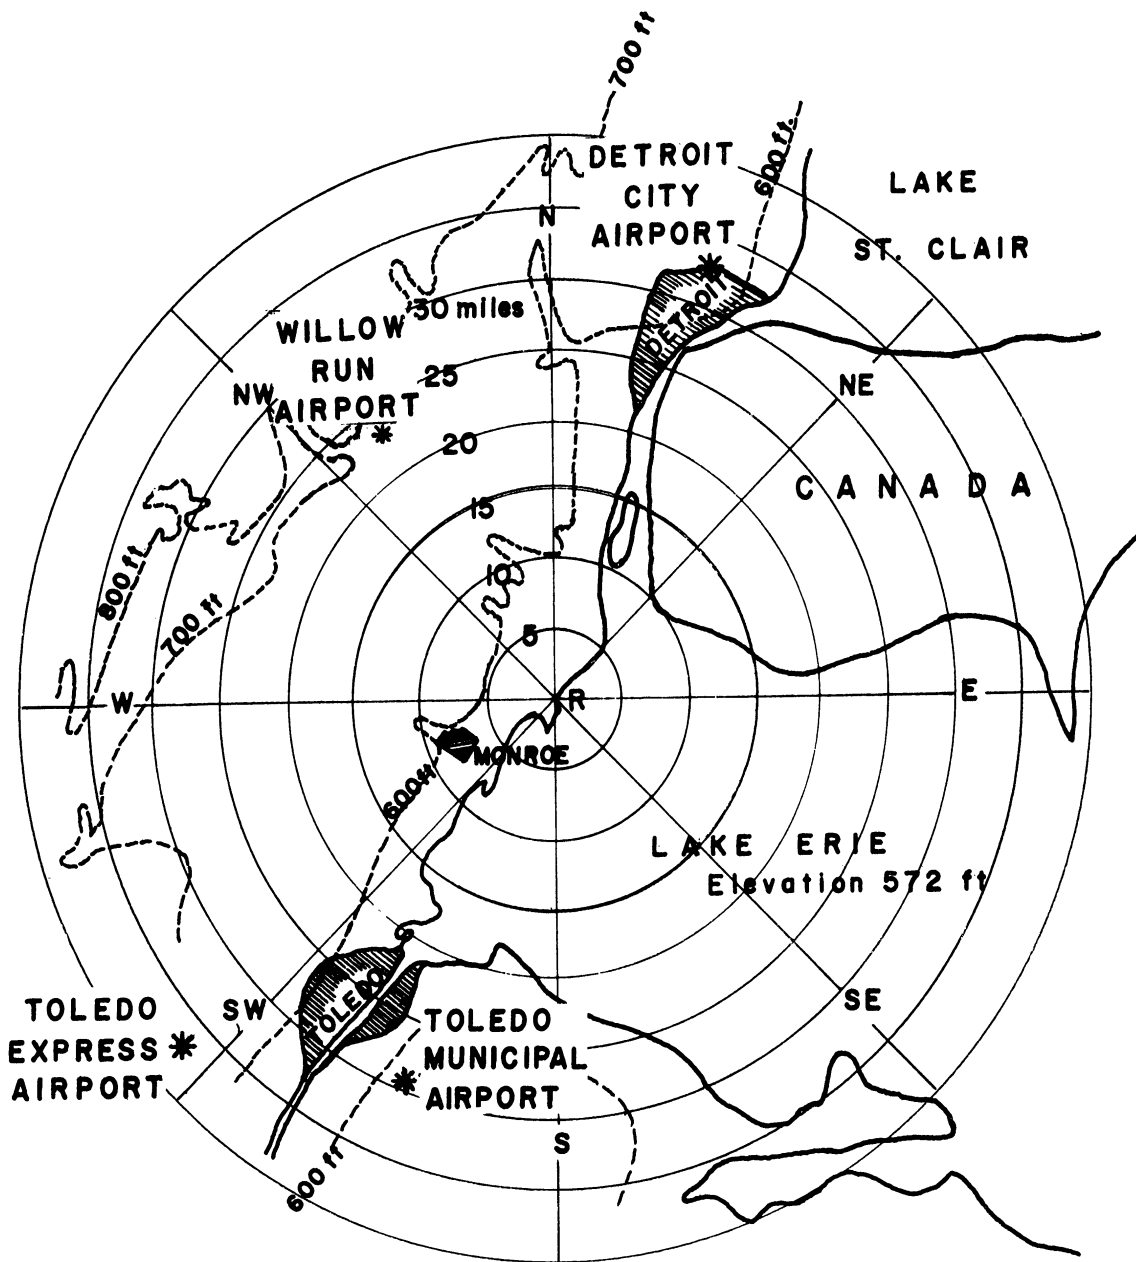 700 ft
DETROIT
CITY
AIRPORT
600 ft.
LAKE
ST. CLAIR
N
30 miles
WILLOW
RUN
AIRPORT
DETROIT
NW
25
NE
20
CANADA
15
10
800 ft
700 ft
5
W
R
E
MONROE
600 ft
LAKE ERIE
Elevation 572 ft
TOLEDO
SW
SE
TOLEDO
EXPRESS
AIRPORT
TOLEDO
MUNICIPAL
AIRPORT
S
600 ft